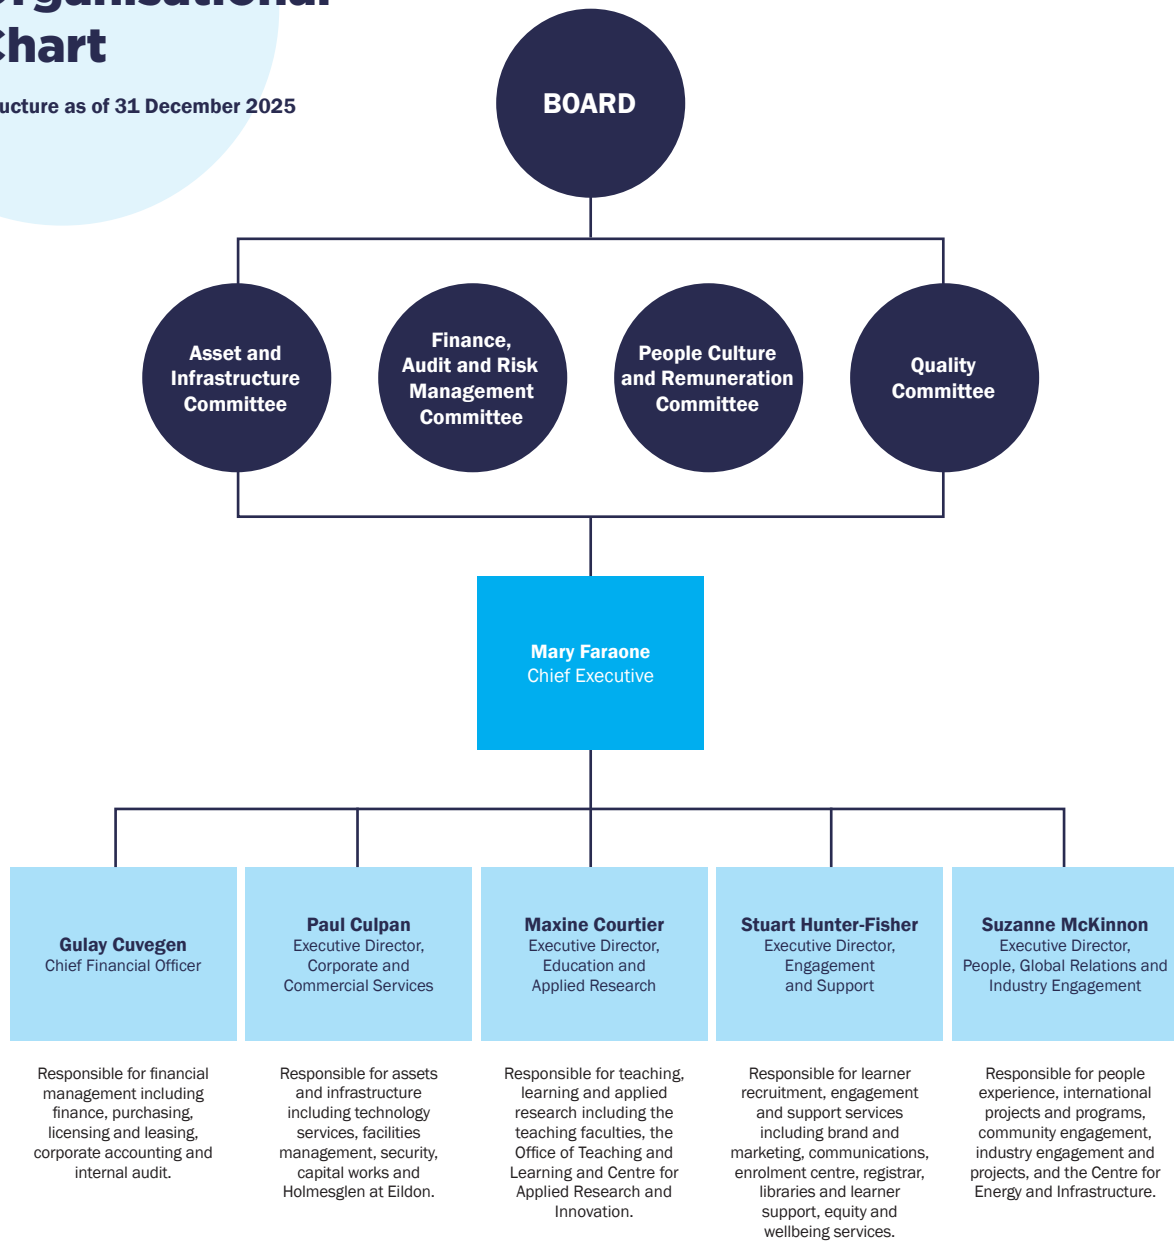 Chart
as of 31 December 2025
BOARD
Asset and
Infrastructure
Committee
Finance,
Audit and Risk
Management
Committee
People Culture
and Remuneration
Committee
Quality
Committee
Mary Faraone
Chief Executive
Gulay Cuvegen
Chief Financial Officer
Paul Culpan
Executive Director,
Corporate and
Commercial Services
Maxine Courtier
Executive Director,
Education and
Applied Research
Stuart Hunter-Fisher
Executive Director,
Engagement
and Support
Suzanne McKinnon
Executive Director,
People, Global Relations and
Industry Engagement
Responsible for financial
management including
finance, purchasing,
licensing and leasing,
corporate accounting and
internal audit.
Responsible for assets
and infrastructure
including technology
services, facilities
management, security,
capital works and
Holmesglen at Eildon.
Responsible for teaching,
learning and applied
research including the
teaching faculties, the
Office of Teaching and
Learning and Centre for
Applied Research and
Innovation.
Responsible for learner
recruitment, engagement
and support services
including brand and
marketing, communications,
enrolment centre, registrar,
libraries and learner
support, equity and
wellbeing services.
Responsible for people
experience, international
projects and programs,
community engagement,
industry engagement and
projects, and the Centre for
Energy and Infrastructure.